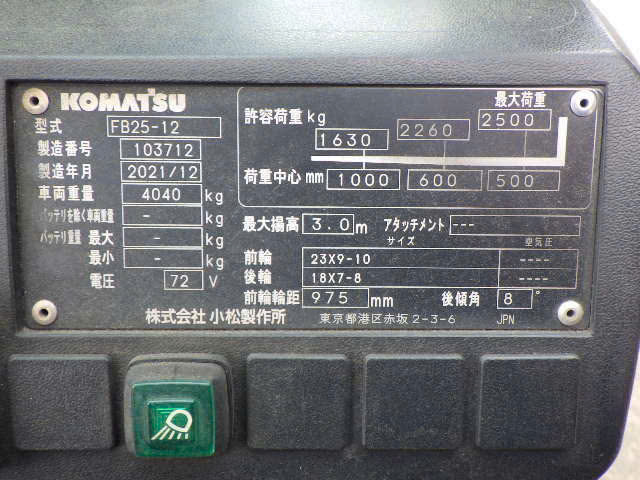 KOMATSU
型式 FB25-12
製造番号 103712
製造年月 2021/12
車両重量 4040 kg
バッテリを除く車両重量 - kg
バッテリ重量 最大 - kg
最小 - kg
電圧 72 V
許容荷重 kg 最大荷重
1630 2260 2500
荷重中心 mm 1000 600 500
最大揚高 3.0 m アタッチメント ---
サイズ 空気圧
前輪 23X9-10 ----
後輪 18X7-8 ----
前輪輪距 975 mm 後傾角 8 °
株式会社 小松製作所 東京都港区赤坂2-3-6 JPN